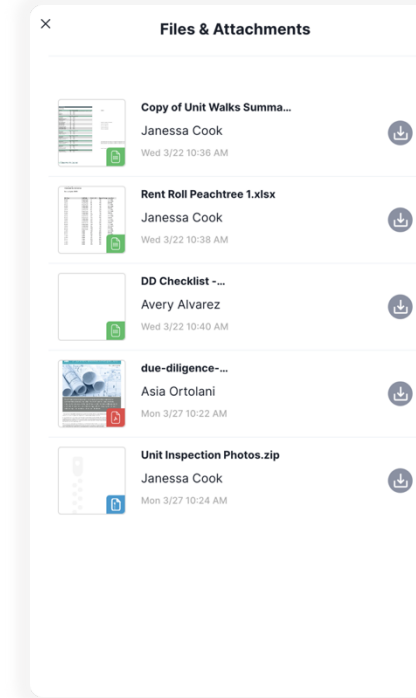 Files & Attachments
Copy of Unit Walks Summa...
Janessa Cook
Wed 3/22 10:36 AM
Rent Roll Peachtree 1.xlsx
Janessa Cook
Wed 3/22 10:38 AM
DD Checklist -...
Avery Alvarez
Wed 3/22 10:40 AM
due-diligence-...
Asia Ortolani
Mon 3/27 10:22 AM
Unit Inspection Photos.zip
Janessa Cook
Mon 3/27 10:24 AM